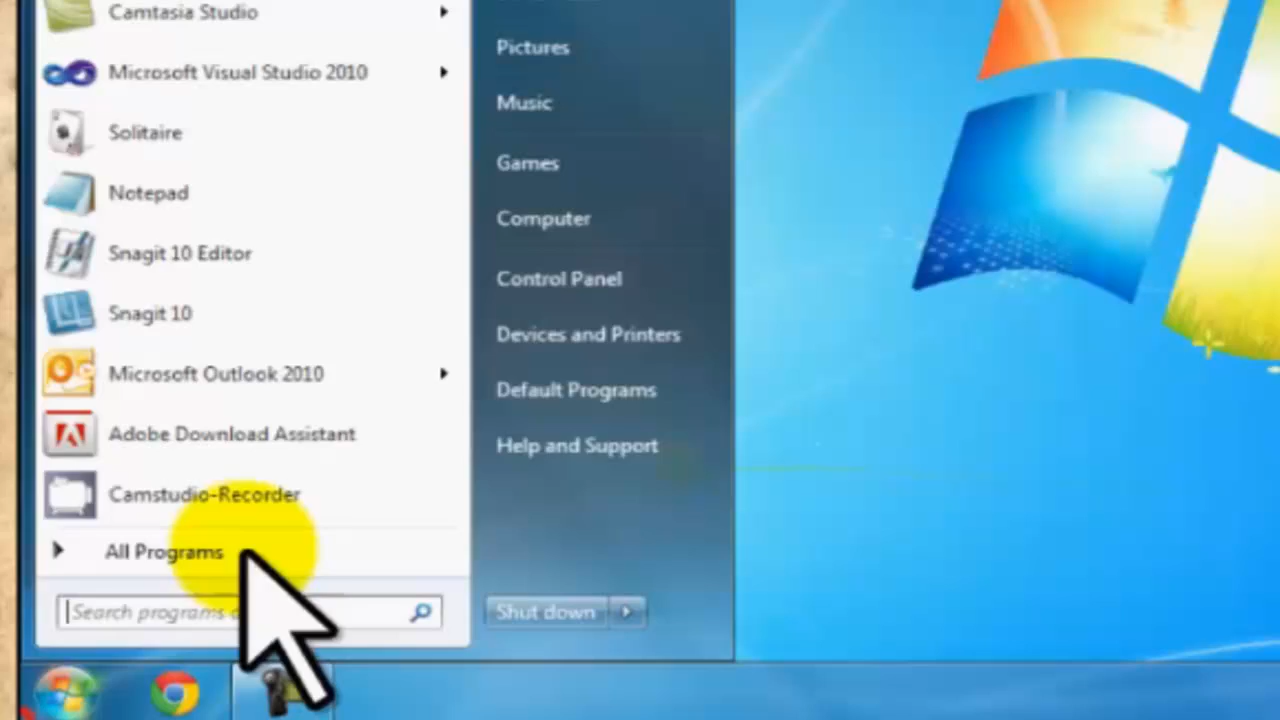 Camtasia Studio
Microsoft Visual Studio 2010
Solitaire
Notepad
Snagit 10 Editor
Snagit 10
Microsoft Outlook 2010
Adobe Download Assistant
Camstudio-Recorder
All Programs
Search programs
Pictures
Music
Games
Computer
Control Panel
Devices and Printers
Default Programs
Help and Support
Shut down